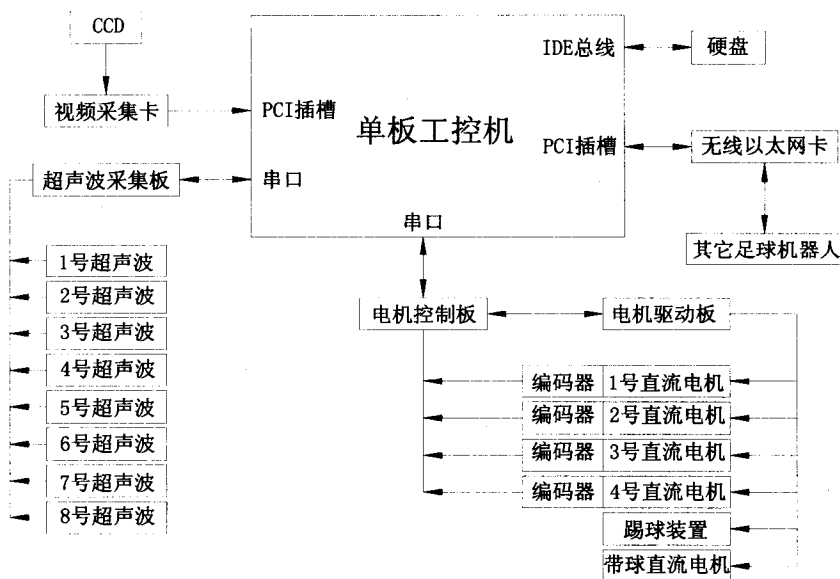 CCD
视频采集卡
超声波采集板
1号超声波
2号超声波
3号超声波
4号超声波
5号超声波
6号超声波
7号超声波
8号超声波
单板工控机
PCI插槽
串口
IDE总线
PCI插槽
串口
硬盘
无线以太网卡
其它足球机器人
电机控制板
电机驱动板
编码器 1号直流电机
编码器 2号直流电机
编码器 3号直流电机
编码器 4号直流电机
踢球装置
带球直流电机